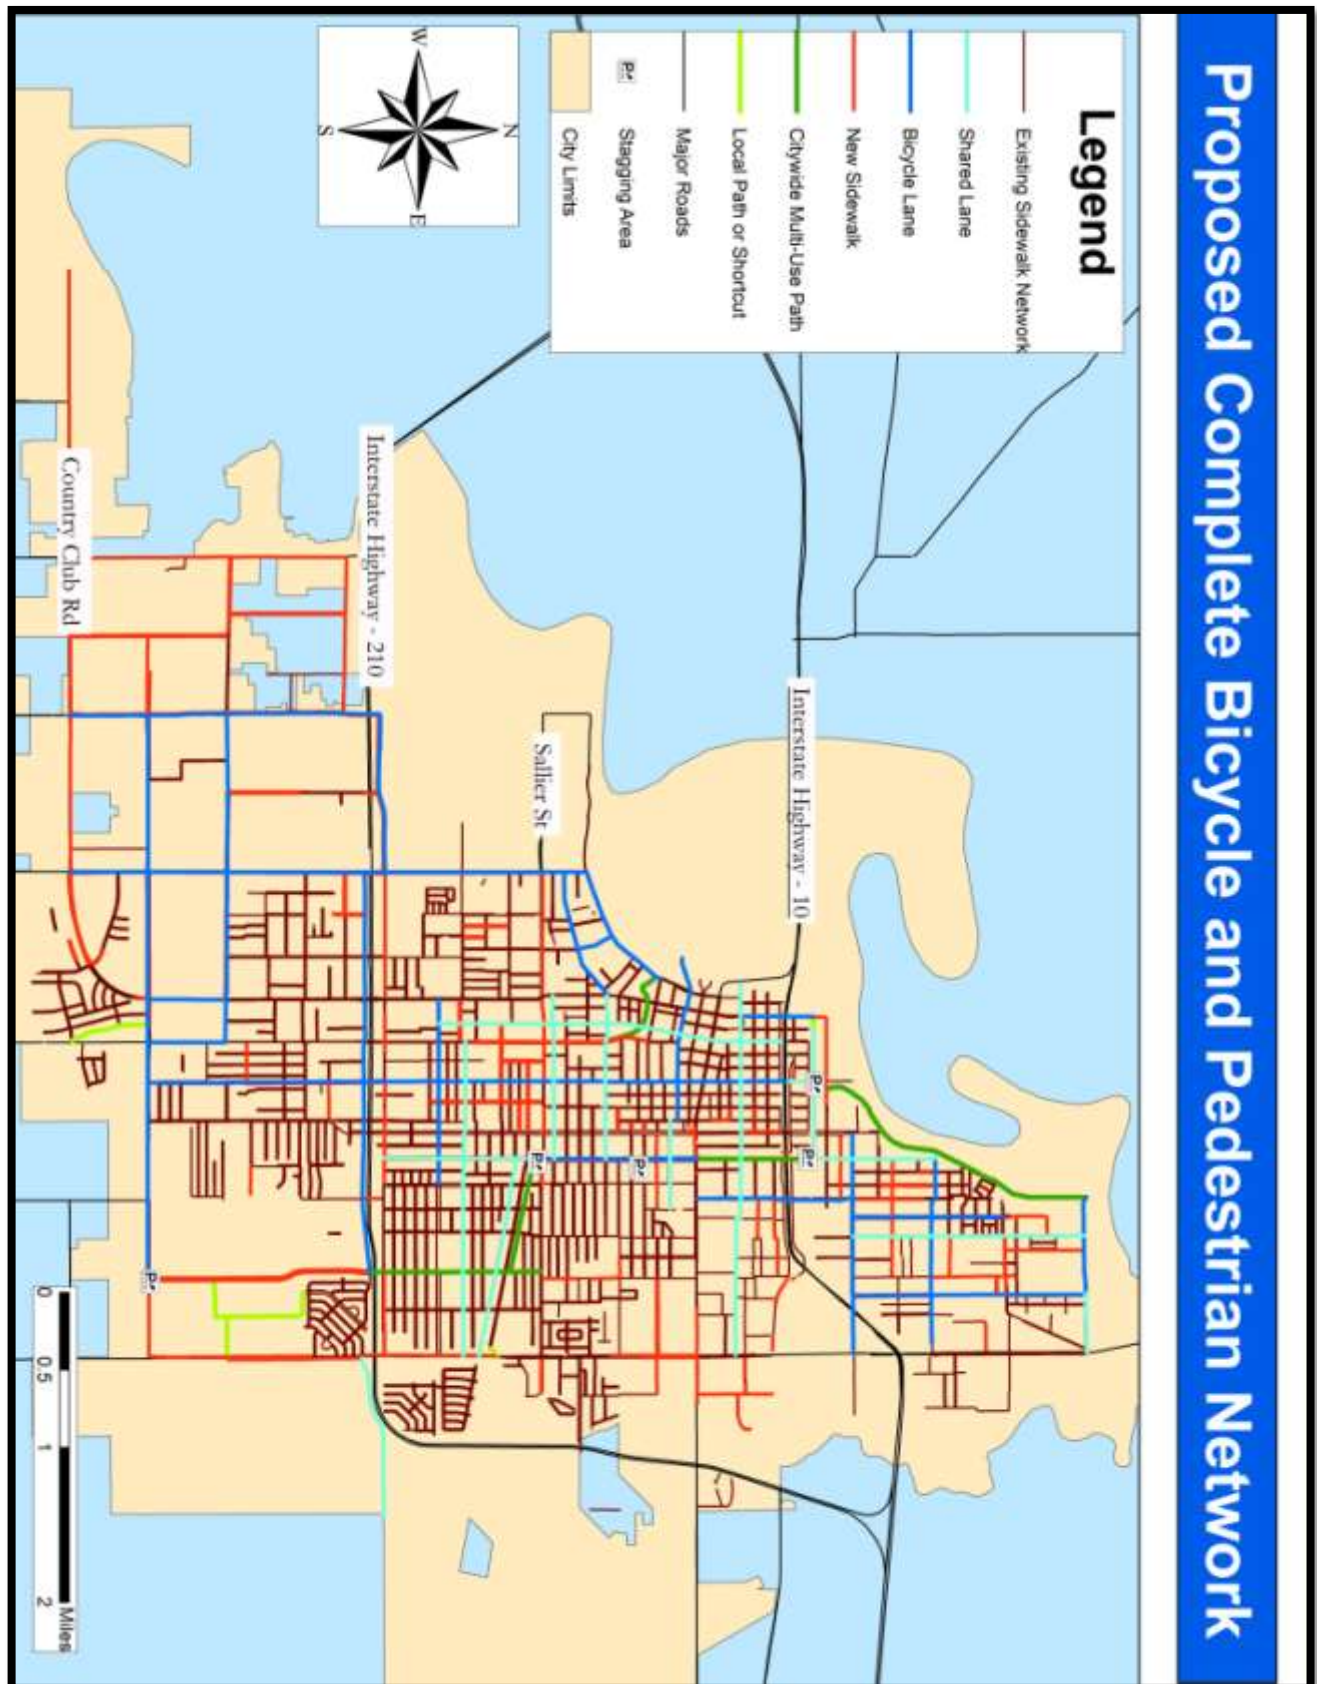 Proposed Complete Bicycle and Pedestrian Network
Legend
Existing Sidewalk Network
Shared Lane
Bicycle Lane
New Sidewalk
Citywide Multi-Use Path
Local Path or Shortcut
Major Roads
Stagging Area
City Limits
N
W
E
S
Interstate Highway - 10
Sallier St
Interstate Highway - 210
Country Club Rd
0 0.5 1 2
Miles